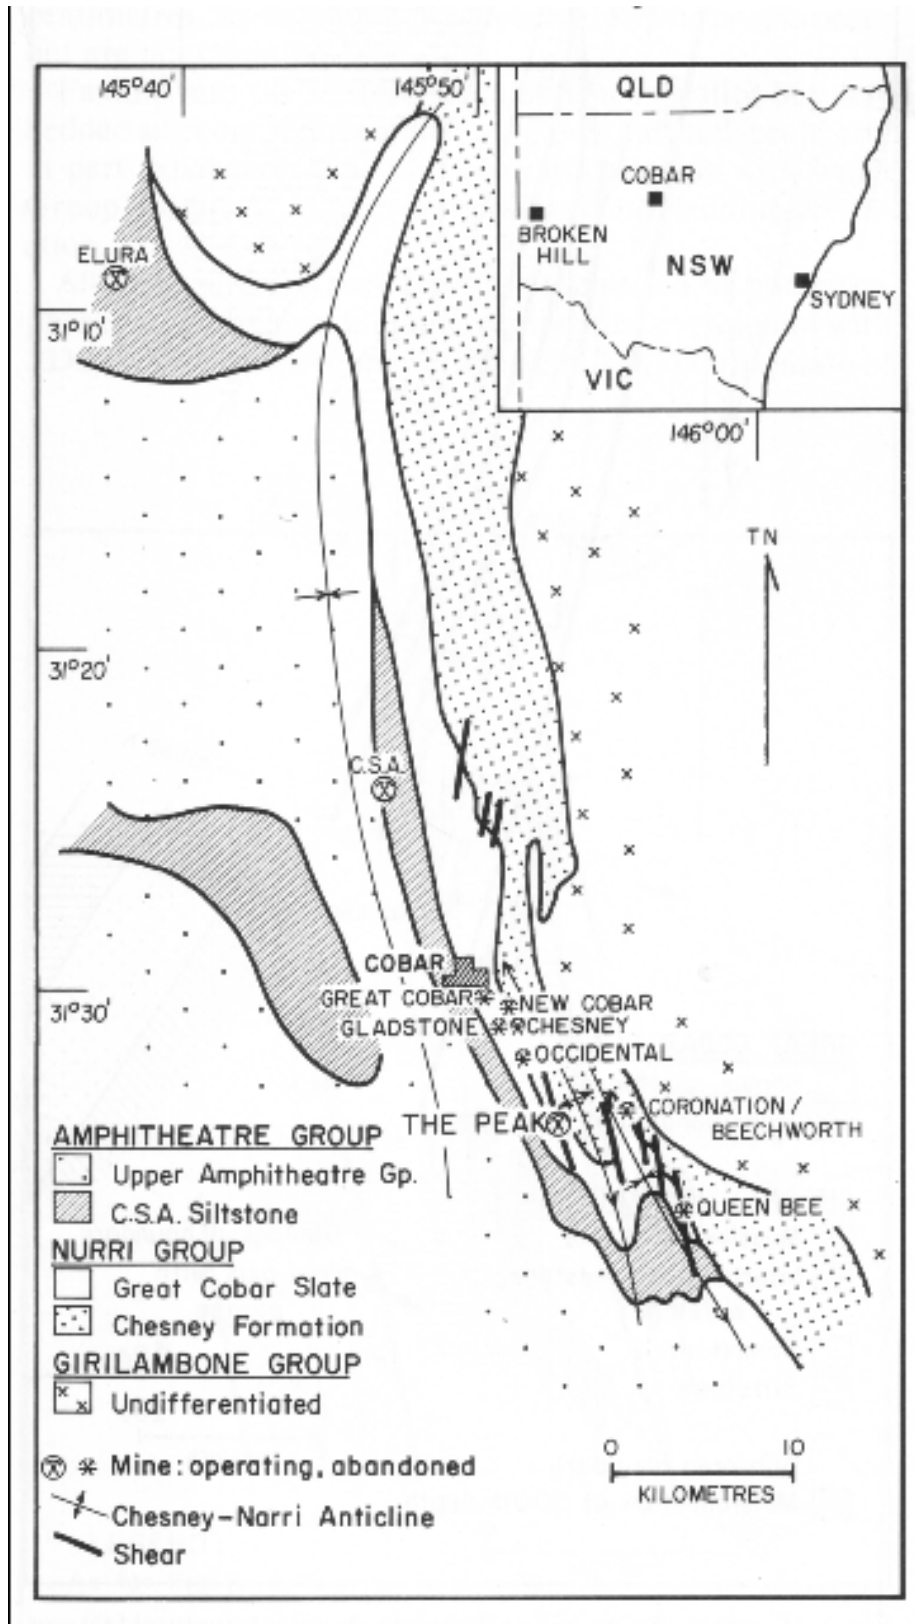 145°40'
145°50'
QLD
COBAR
BROKEN
HILL
NSW
SYDNEY
VIC
ELURA
31°10'
146°00'
TN
31°20'
C.S.A.
COBAR
GREAT COBAR
NEW COBAR
31°30'
GLADSTONE
CHESNEY
OCCIDENTAL
THE PEAK
CORONATION/
BEECHWORTH
QUEEN BEE
AMPHITHEATRE GROUP
Upper Amphitheatre Gp.
C.S.A. Siltstone
NURRI GROUP
Great Cobar Slate
Chesney Formation
GIRILAMBONE GROUP
Undifferentiated
Mine: operating, abandoned
Chesney-Narri Anticline
Shear
0 10
KILOMETRES